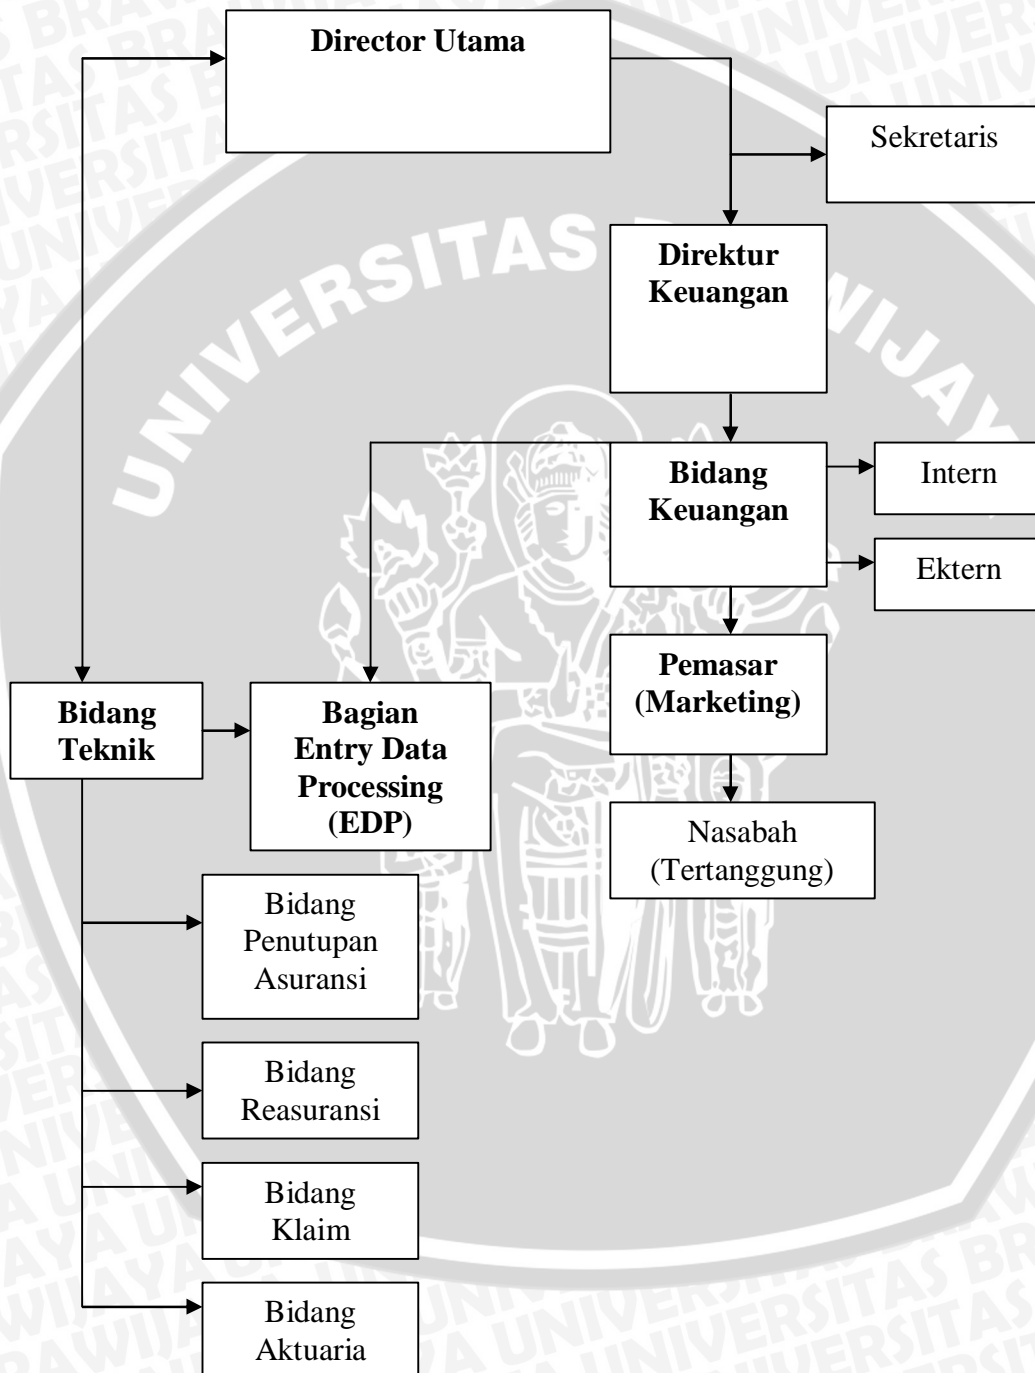 Director Utama
Sekretaris
Direktur
Keuangan
Bidang
Keuangan
Intern
Ektern
Pemasar
(Marketing)
Bidang
Teknik
Bagian
Entry Data
Processing
(EDP)
Nasabah
(Tertanggung)
Bidang
Penutupan
Asuransi
Bidang
Reasuransi
Bidang
Klaim
Bidang
Aktuaria